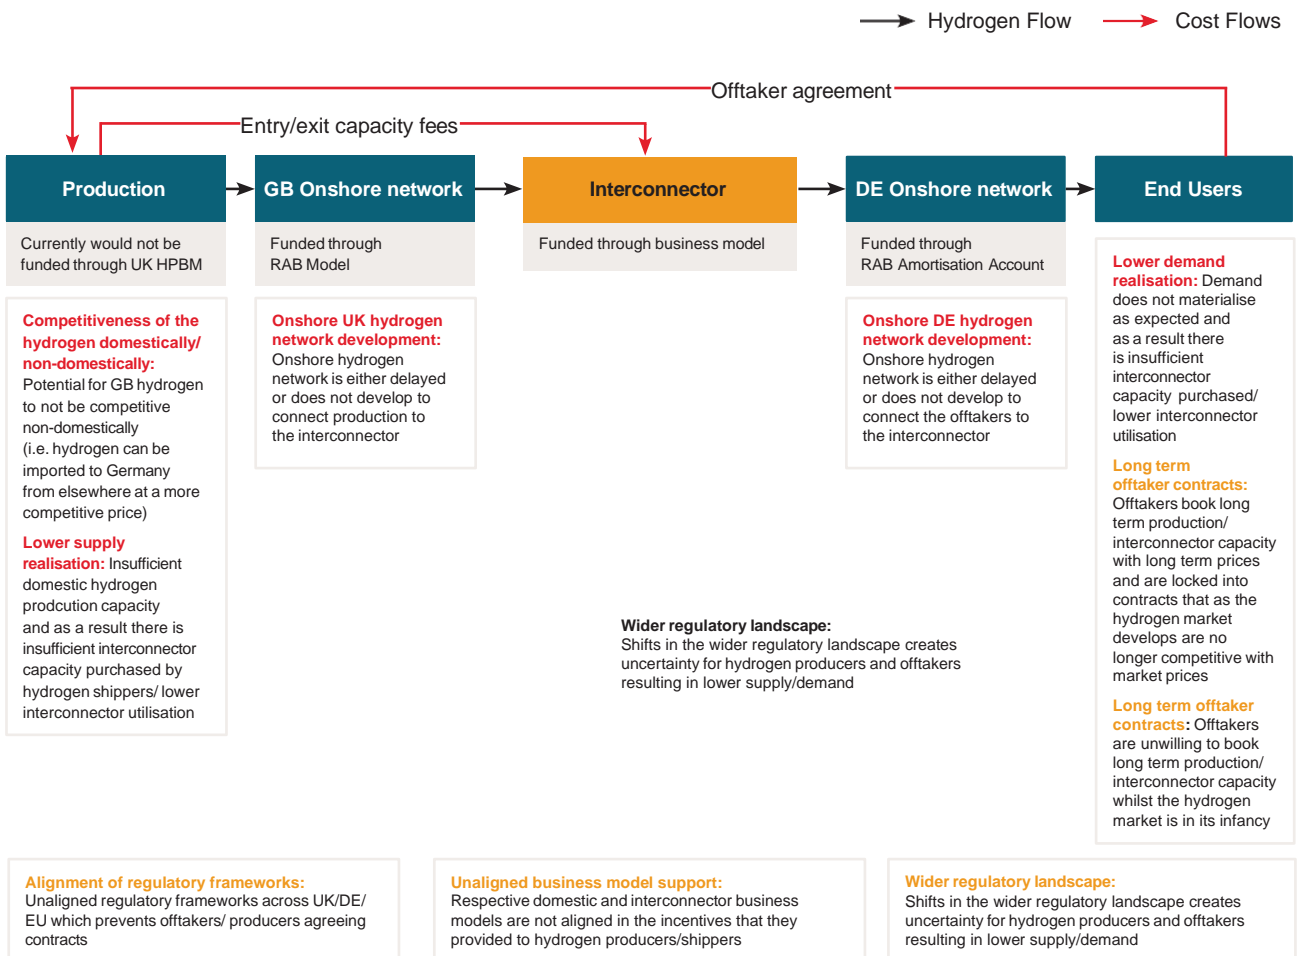 Hydrogen Flow
Cost Flows
Offtaker agreement
Entry/exit capacity fees
Production
GB Onshore network
Interconnector
DE Onshore network
End Users
Currently would not be
funded through UK HPBM
Funded through
RAB Model
Funded through business model
Funded through
RAB Amortisation Account
Competitiveness of the
hydrogen domestically/
non-domestically:
Potential for GB hydrogen
to not be competitive
non-domestically
(i.e. hydrogen can be
imported to Germany
from elsewhere at a more
competitive price)
Lower supply
realisation: Insufficient
domestic hydrogen
prodcution capacity
and as a result there is
insufficient interconnector
capacity purchased by
hydrogen shippers/ lower
interconnector utilisation
Onshore UK hydrogen
network development:
Onshore hydrogen
network is either delayed
or does not develop to
connect production to
the interconnector
Onshore DE hydrogen
network development:
Onshore hydrogen
network is either delayed
or does not develop to
connect the offtakers to
the interconnector
Lower demand
realisation: Demand
does not materialise
as expected and
as a result there
is insufficient
interconnector
capacity purchased/
lower interconnector
utilisation
Long term
offtaker contracts:
Offtakers book long
term production/
interconnector capacity
with long term prices
and are locked into
contracts that as the
hydrogen market
develops are no
longer competitive with
market prices
Long term offtaker
contracts: Offtakers
are unwilling to book
long term production/
interconnector capacity
whilst the hydrogen
market is in its infancy
Wider regulatory landscape:
Shifts in the wider regulatory landscape creates
uncertainty for hydrogen producers and offtakers
resulting in lower supply/demand
Alignment of regulatory frameworks:
Unaligned regulatory frameworks across UK/DE/
EU which prevents offtakers/ producers agreeing
contracts
Unaligned business model support:
Respective domestic and interconnector business
models are not aligned in the incentives that they
provided to hydrogen producers/shippers
Wider regulatory landscape:
Shifts in the wider regulatory landscape creates
uncertainty for hydrogen producers and offtakers
resulting in lower supply/demand